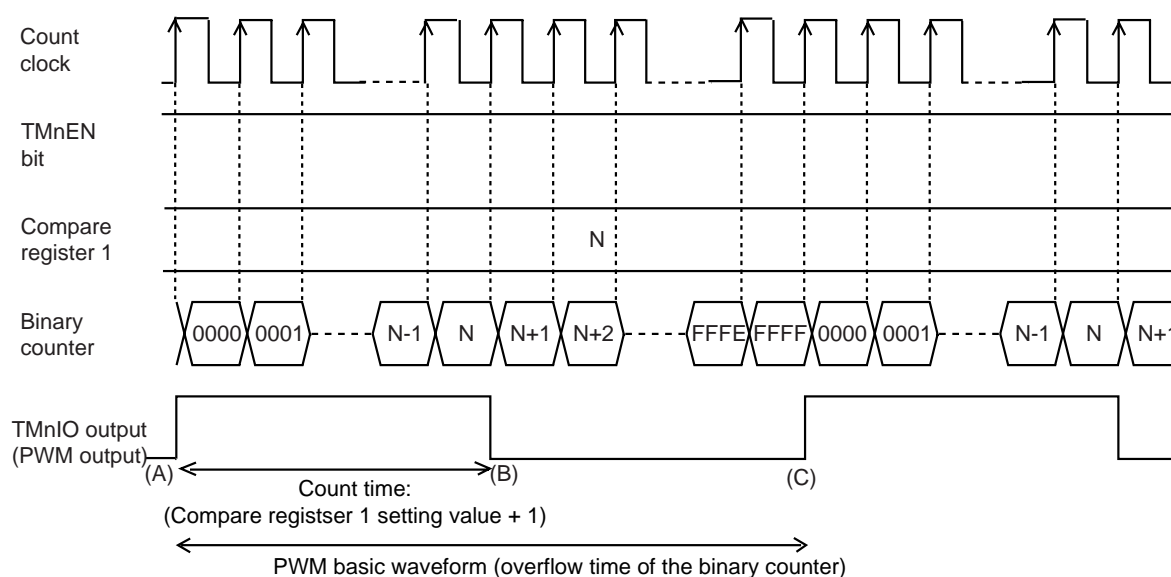 Count
clock
TMnEN
bit
Compare
register 1
N
Binary
counter
0000 0001 N-1 N N+1 N+2 FFFE FFFF 0000 0001 N-1 N N+1
TMnIO output
(PWM output)
(A) (B) (C)
Count time:
(Compare registser 1 setting value + 1)
PWM basic waveform (overflow time of the binary counter)